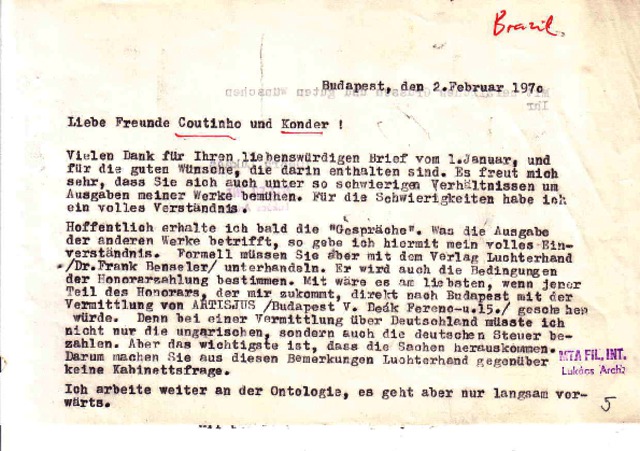 Brazil.
Budapest, den 2.Februar 1970
Liebe Freunde Coutinho und Konder !
Vielen Dank für Ihren liebenswürdigen Brief vom 1.Januar, und
für die guten Wünsche, die darin enthalten sind. Es freut mich
sehr, dass Sie sich auch unter so schwierigen Verhältnissen um
Ausgaben meiner Werke bemühen. Für die Schwierigkeiten habe ich
ein volles Verständnis.
Hoffentlich erhalte ich bald die "Gespräche". Was die Ausgabe
der anderen Werke betrifft, so gebe ich hiermit mein volles Ein-
verständnis. Formell müssen Sie aber mit dem Verlag Luchterhand
/Dr.Frank Benseler/ unterhandeln. Er wird auch die Bedingungen
der Honorarzahlung bestimmen. Mit wäre es am liebsten, wenn jener
Teil des Honorars, der mir zukommt, direkt nach Budapest mit der
Vermittlung von ARTISJUS /Budapest V. Deák Ferenc-u.15./ geschehen
würde. Denn bei einer Vermittlung über Deutschland müsste ich
nicht nur die ungarischen, sondern auch die deutschen Steuer be-
zahlen. Aber das wichtigste ist, dass die Sachen herauskommen.
Darum machen Sie aus diesen Bemerkungen Luchterhand gegenüber
keine Kabinettsfrage.
MTA FIL. INT.
Lukács Arch.
Ich arbeite weiter an der Ontologie, es geht aber nur langsam vor-
wärts.
5